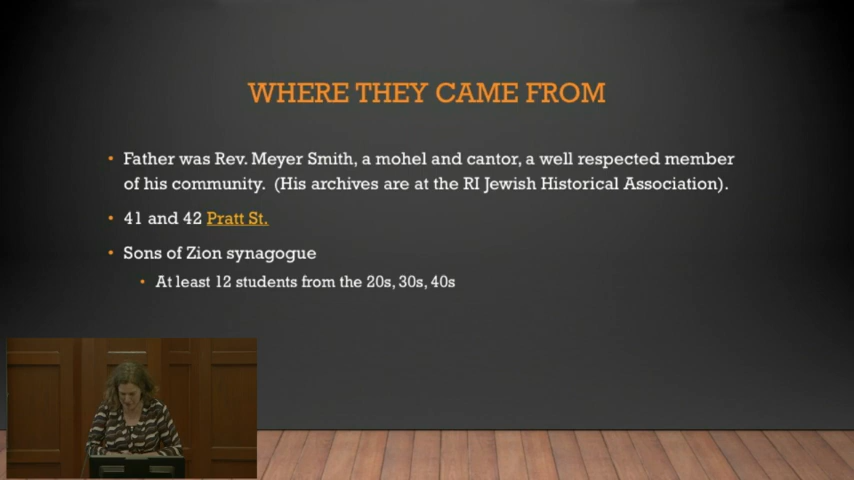 WHERE THEY CAME FROM
• Father was Rev. Meyer Smith, a mohel and cantor, a well respected member
of his community. (His archives are at the RI Jewish Historical Association).
• 41 and 42 Pratt St.
• Sons of Zion synagogue
• At least 12 students from the 20s, 30s, 40s